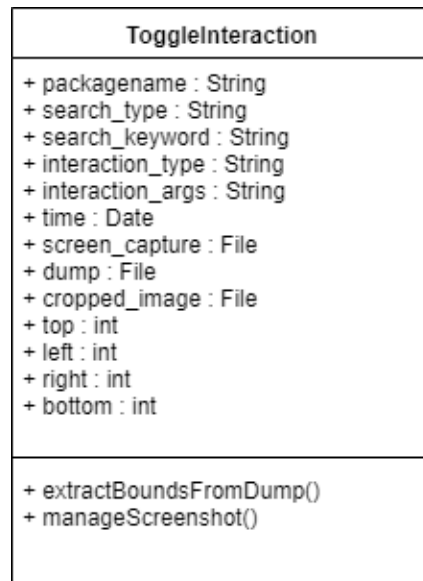 ToggleInteraction
+ packagename : String
+ search_type : String
+ search_keyword : String
+ interaction_type : String
+ interaction_args : String
+ time : Date
+ screen_capture : File
+ dump : File
+ cropped_image : File
+ top : int
+ left : int
+ right : int
+ bottom : int
+ extractBoundsFromDump()
+ manageScreenshot()